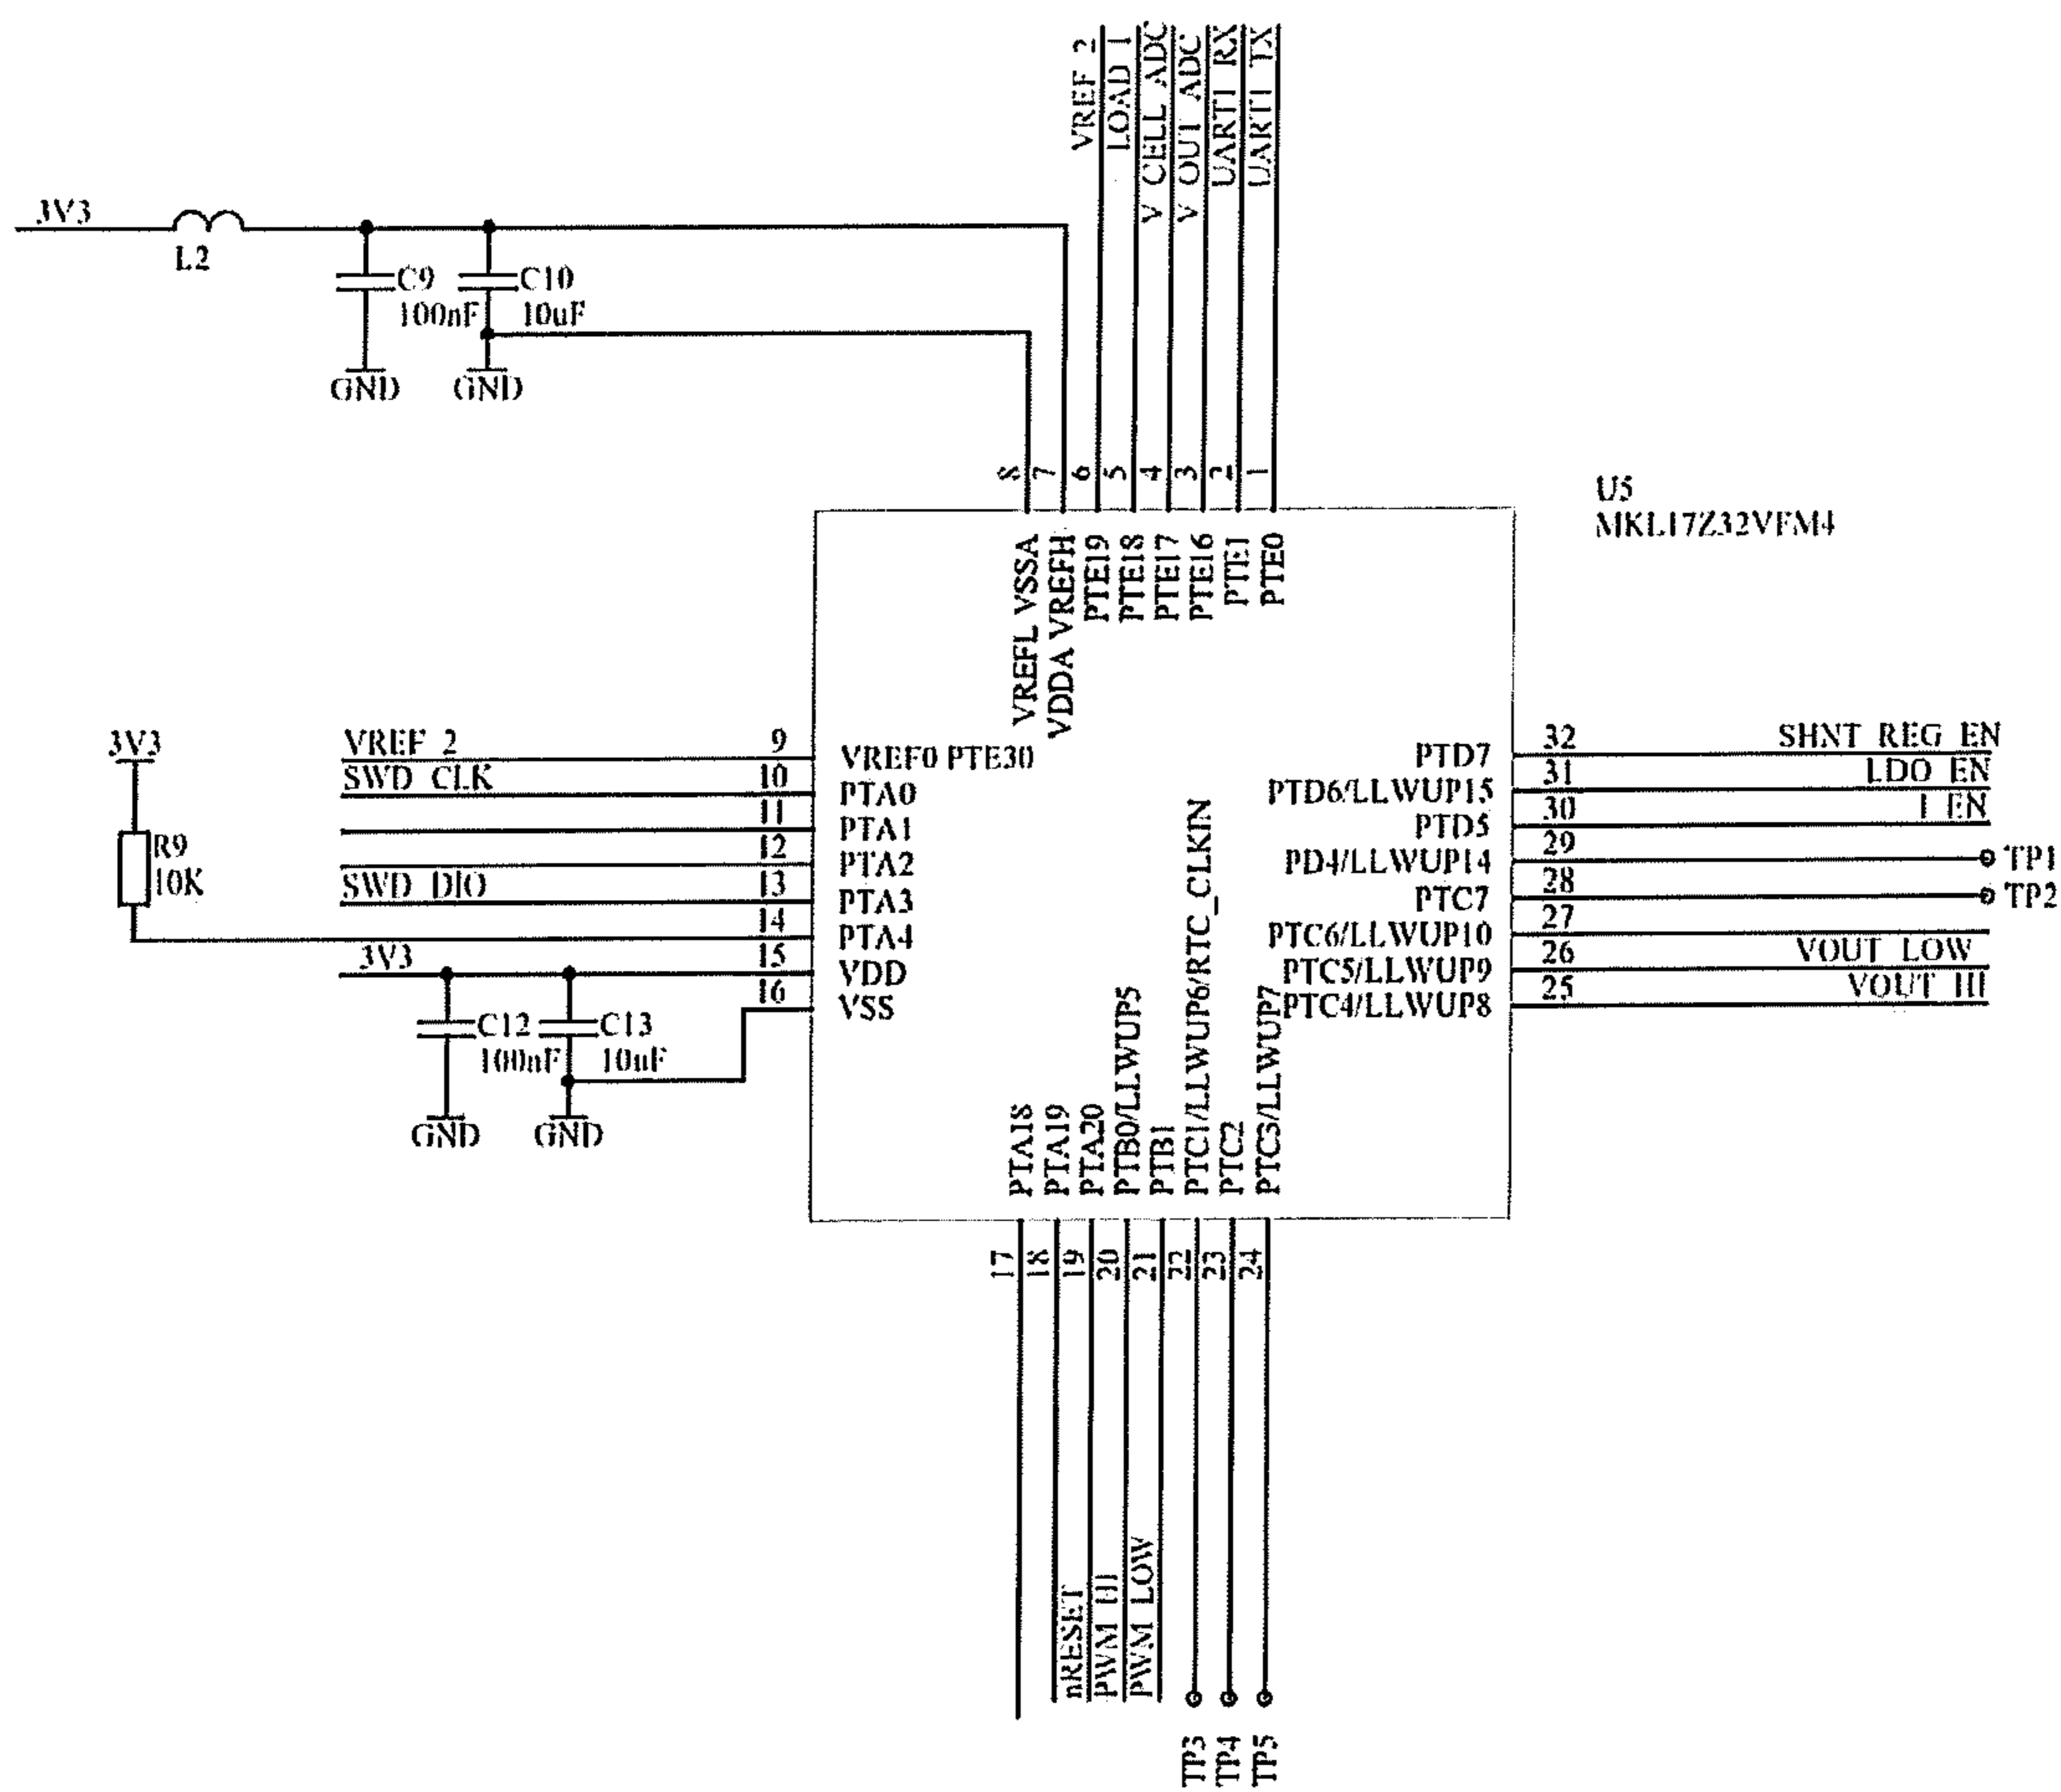 VREF_2
LOAD_1
V_CELL_ADC
V_OUT_ADC
UART1_RX
UART1_TX
3V3
L2
C9
100nF
C10
10uF
GND
GND
8
7
6
5
4
3
2
1
U5
MKL17Z32VFM4
VREFL VSSA
VDDA VREFH
PTE19
PTE18
PTE17
PTE16
PTE1
PTE0
3V3
R9
10K
VREF_2
9
VREF0 PTE30
SWD_CLK
10
PTA0
11
PTA1
12
PTA2
SWD_DIO
13
PTA3
14
PTA4
3V3
15
VDD
16
VSS
C12
100nF
C13
10uF
GND
GND
PTD7
32
SHNT_REG_EN
PTD6/LLWUP15
31
LDO_EN
PTD5
30
PD4/LLWUP14
29
TP1
PTC7
28
TP2
PTC6/LLWUP10
27
PTC5/LLWUP9
26
VOUT_LOW
PTC4/LLWUP8
25
VOUT_HI
PTA18
PTA19
PTA20
PTB0/LLWUP5
PTB1
PTC1/LLWUP6/RTC_CLKIN
PTC2
PTC3/LLWUP7
17
18
19
20
21
22
23
24
nRESET
PWM_HI
PWM_LOW
TP3
TP4
TP5